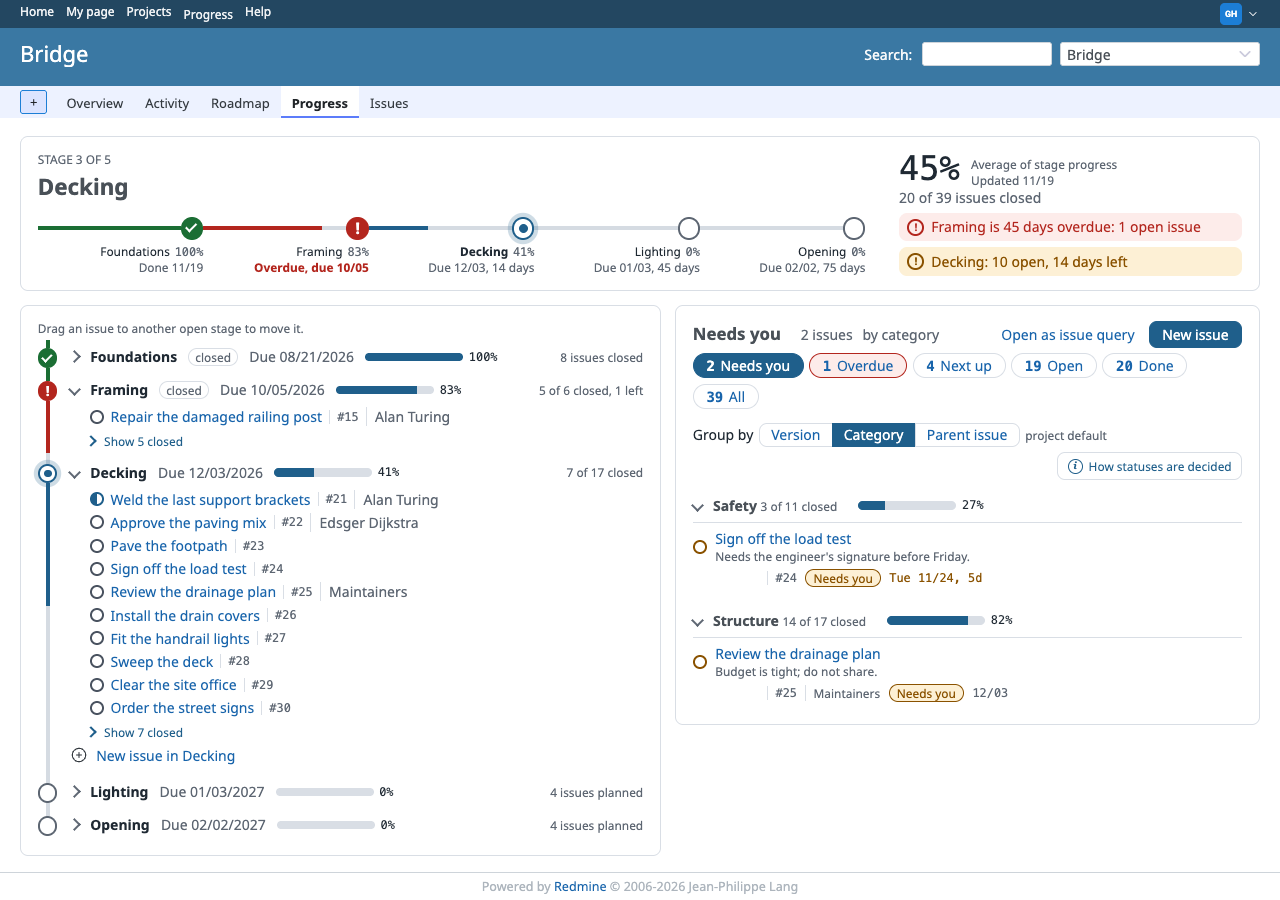 Home My page Projects Progress Help GH
Bridge Search: Bridge
+ Overview Activity Roadmap Progress Issues
STAGE 3 OF 5
Decking
Foundations 100%
Done 11/19
Framing 83%
Overdue, due 10/05
Decking 41%
Due 12/03, 14 days
Lighting 0%
Due 01/03, 45 days
Opening 0%
Due 02/02, 75 days
45% Average of stage progress
Updated 11/19
20 of 39 issues closed
Framing is 45 days overdue: 1 open issue
Decking: 10 open, 14 days left
Drag an issue to another open stage to move it.
Foundations closed Due 08/21/2026 100% 8 issues closed
Framing closed Due 10/05/2026 83% 5 of 6 closed, 1 left
Repair the damaged railing post #15 Alan Turing
Show 5 closed
Decking Due 12/03/2026 41% 7 of 17 closed
Weld the last support brackets #21 Alan Turing
Approve the paving mix #22 Edsger Dijkstra
Pave the footpath #23
Sign off the load test #24
Review the drainage plan #25 Maintainers
Install the drain covers #26
Fit the handrail lights #27
Sweep the deck #28
Clear the site office #29
Order the street signs #30
Show 7 closed
New issue in Decking
Lighting Due 01/03/2027 0% 4 issues planned
Opening Due 02/02/2027 0% 4 issues planned
Needs you 2 issues by category Open as issue query New issue
2 Needs you 1 Overdue 4 Next up 19 Open 20 Done
39 All
Group by Version Category Parent issue project default
How statuses are decided
Safety 3 of 11 closed 27%
Sign off the load test
Needs the engineer's signature before Friday.
#24 Needs you Tue 11/24, 5d
Structure 14 of 17 closed 82%
Review the drainage plan
Budget is tight; do not share.
#25 Maintainers Needs you 12/03
Powered by Redmine © 2006-2026 Jean-Philippe Lang